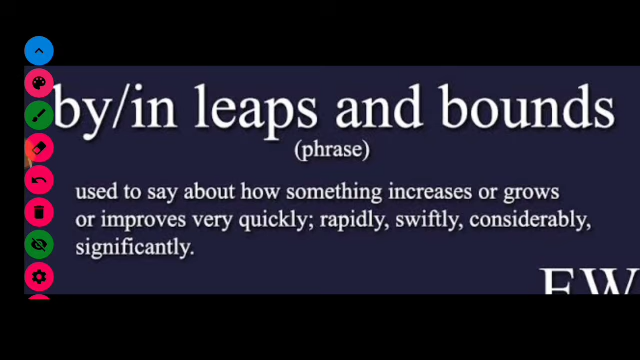 by/in leaps and bounds
(phrase)
used to say about how something increases or grows
or improves very quickly; rapidly, swiftly, considerably,
significantly.
EW